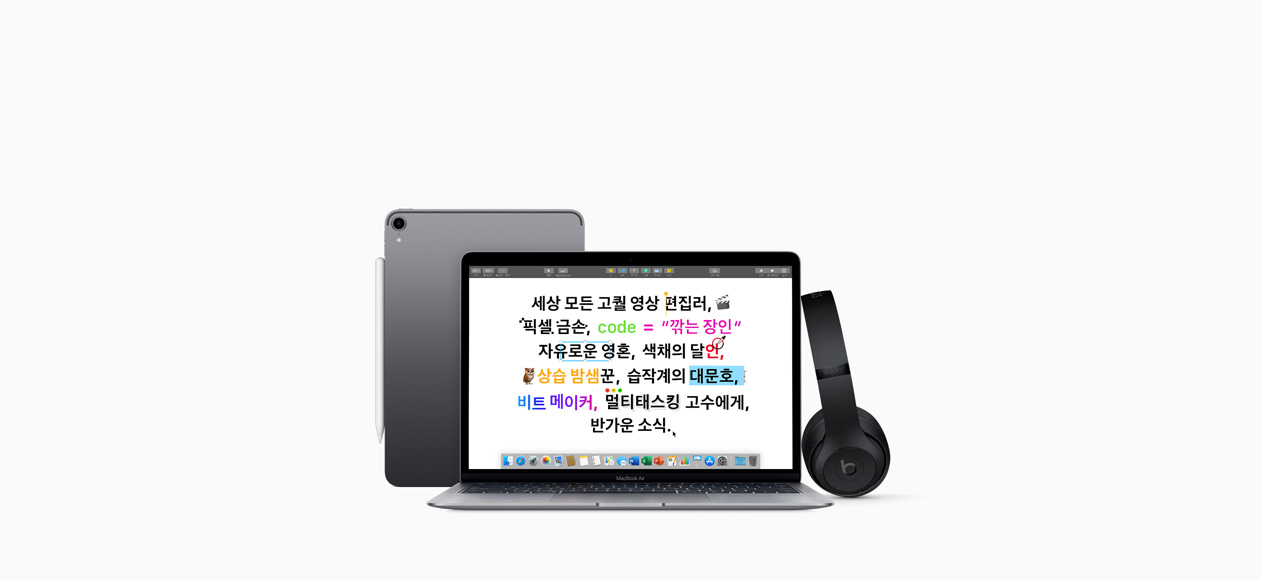 세상 모든 고퀄 영상 편집러,
픽셀 금손, code = "깎는 장인"
자유로운 영혼, 색채의 달인,
상습 밤샘꾼, 습작계의 대문호,
비트 메이커, 멀티태스킹 고수에게,
반가운 소식.
MacBook Air